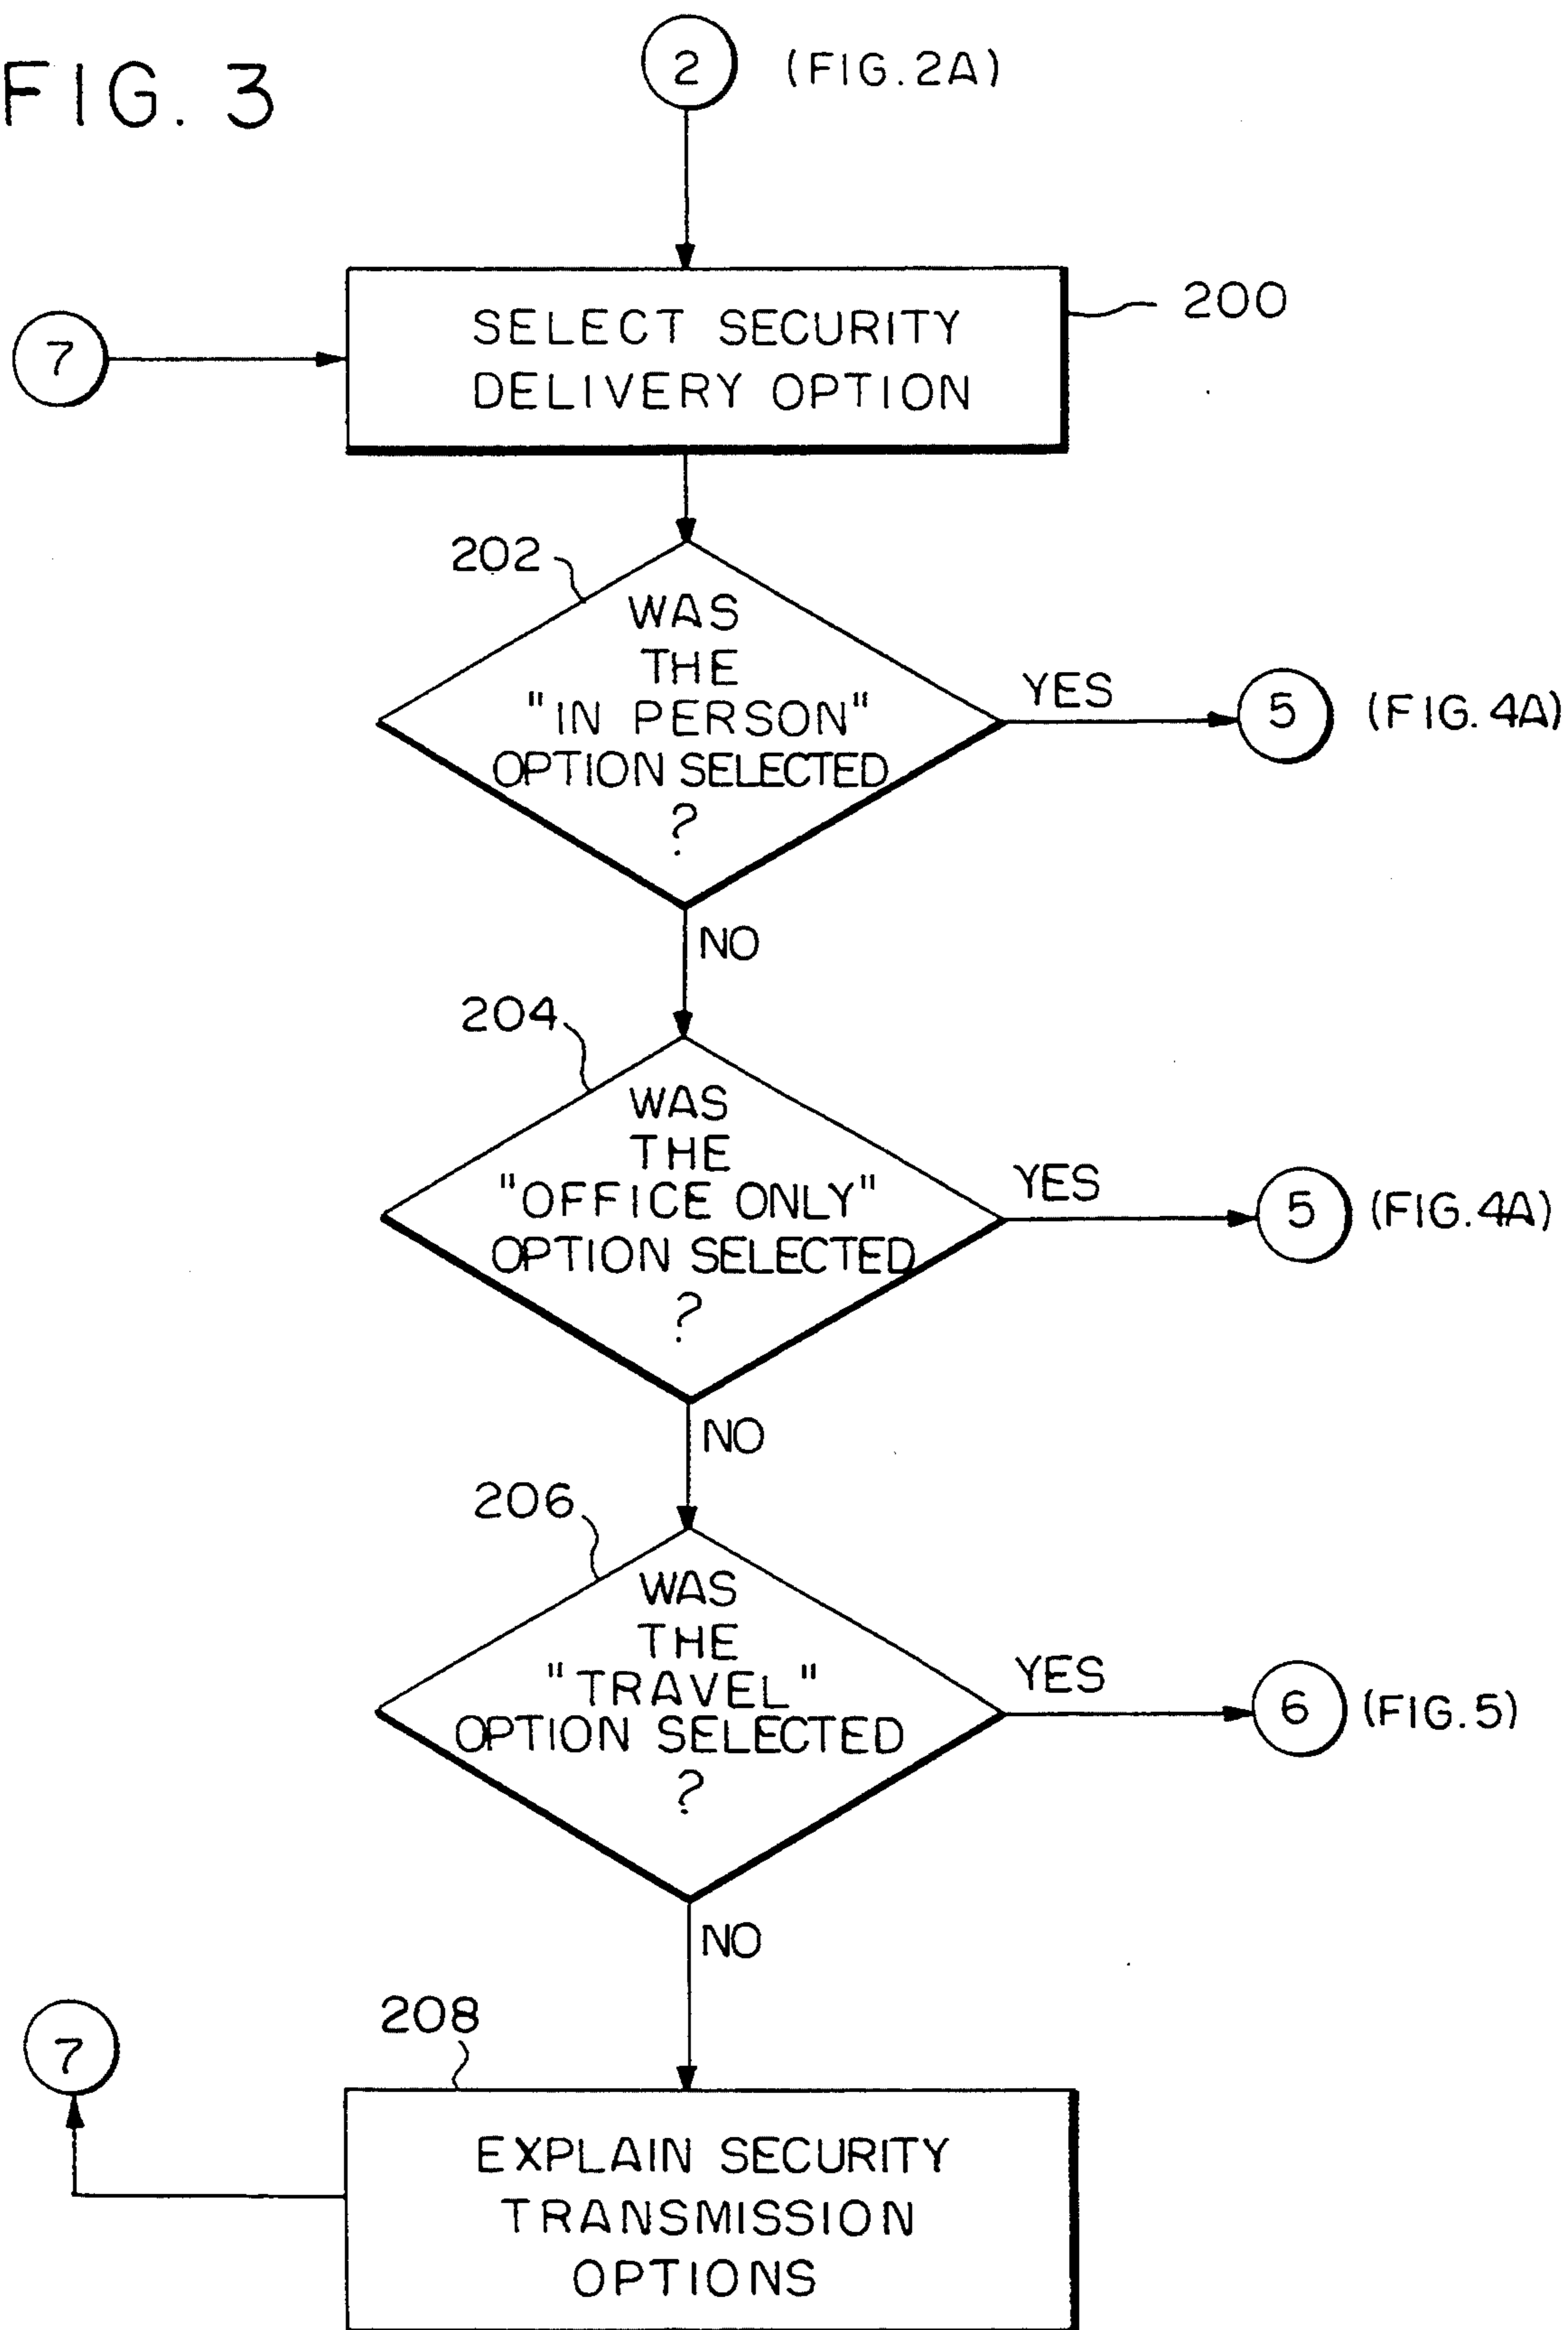 FIG. 3
2 (FIG.2A)
7
SELECT SECURITY
DELIVERY OPTION
200
202
WAS
THE
"IN PERSON"
OPTION SELECTED
?
YES
5 (FIG.4A)
NO
204
WAS
THE
"OFFICE ONLY"
OPTION SELECTED
?
YES
5 (FIG.4A)
NO
206
WAS
THE
"TRAVEL"
OPTION SELECTED
?
YES
6 (FIG.5)
NO
7
208
EXPLAIN SECURITY
TRANSMISSION
OPTIONS